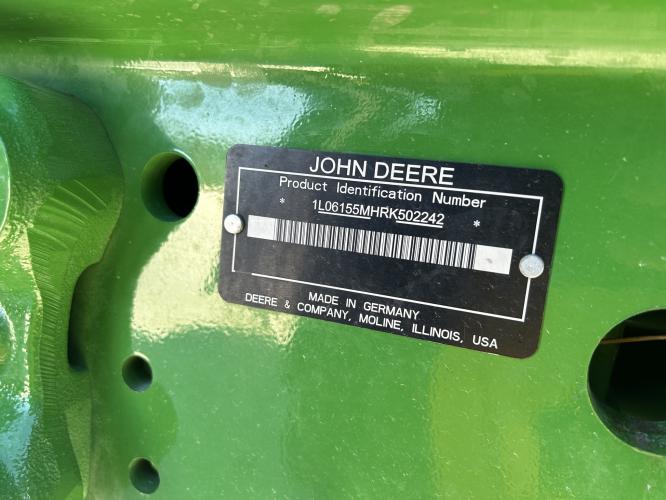 JOHN DEERE
Product Identification Number
* 1L06155MHRK502242 *
MADE IN GERMANY
DEERE & COMPANY, MOLINE, ILLINOIS, USA